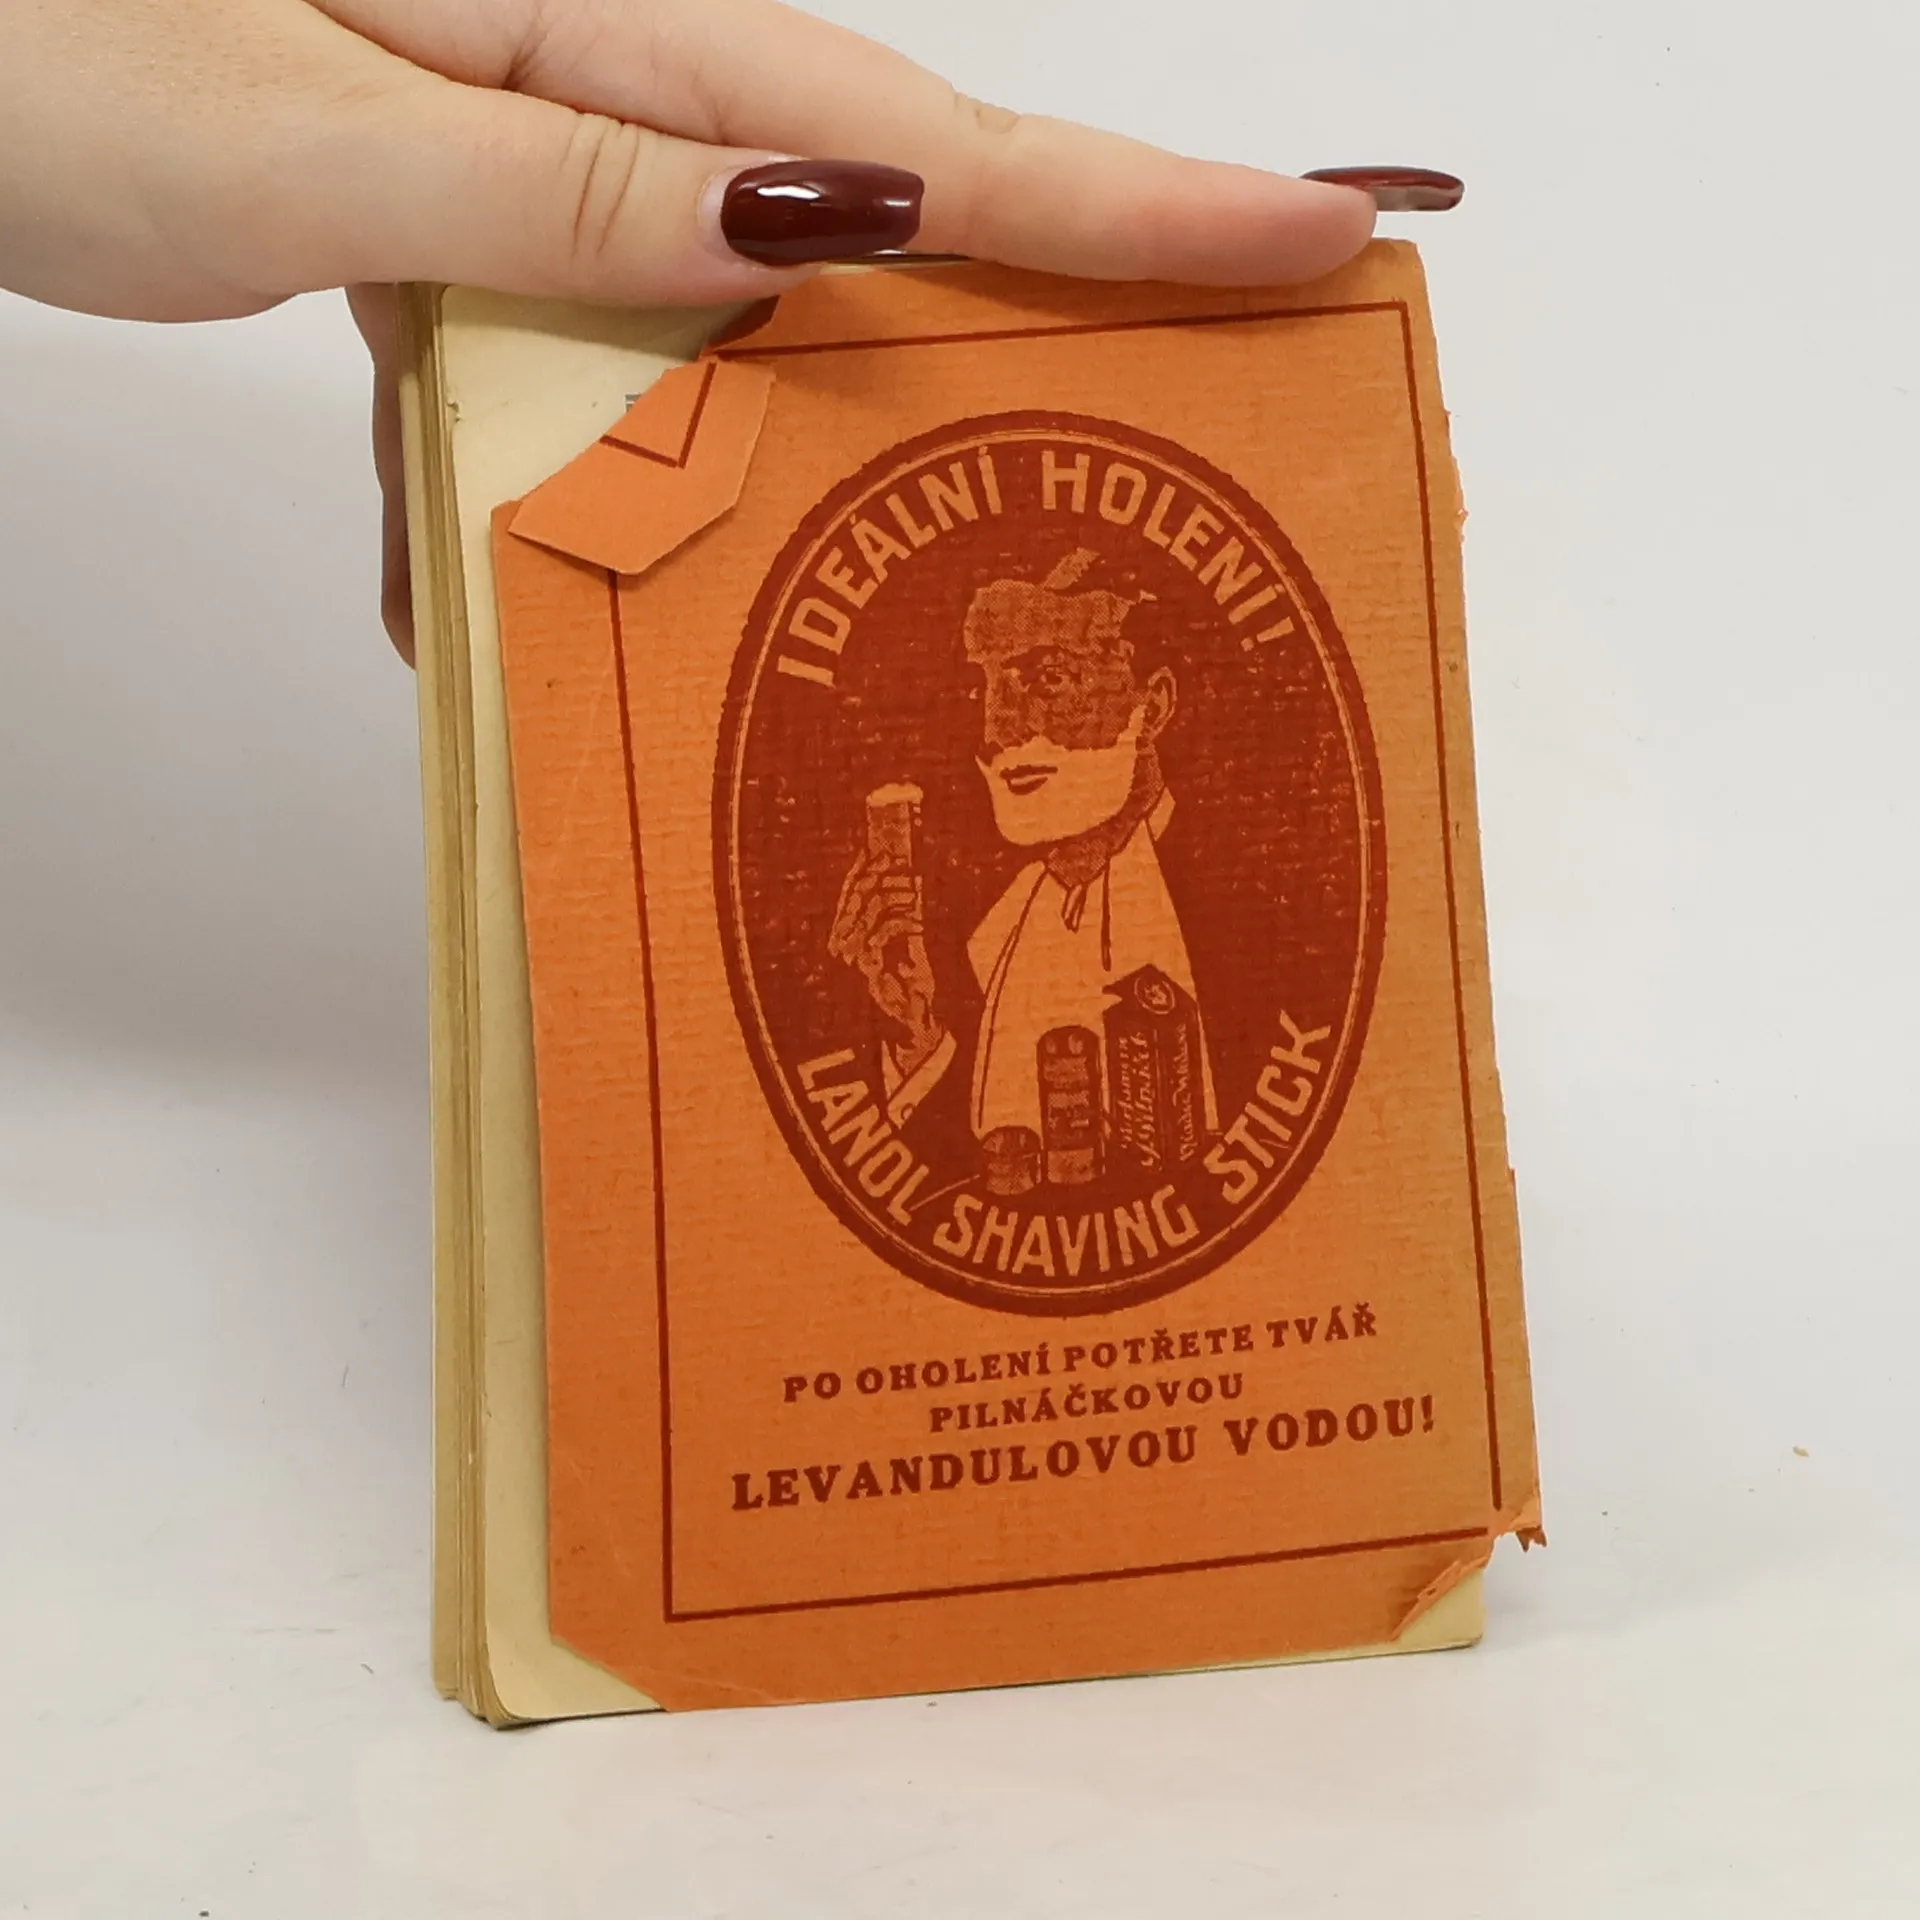 IDEÁLNÍ HOLENÍ!
LANOL SHAVING STICK
PO OHOLENÍ POTŘETE TVÁŘ
PILNÁČKOVOU
LEVANDULOVOU VODOU!